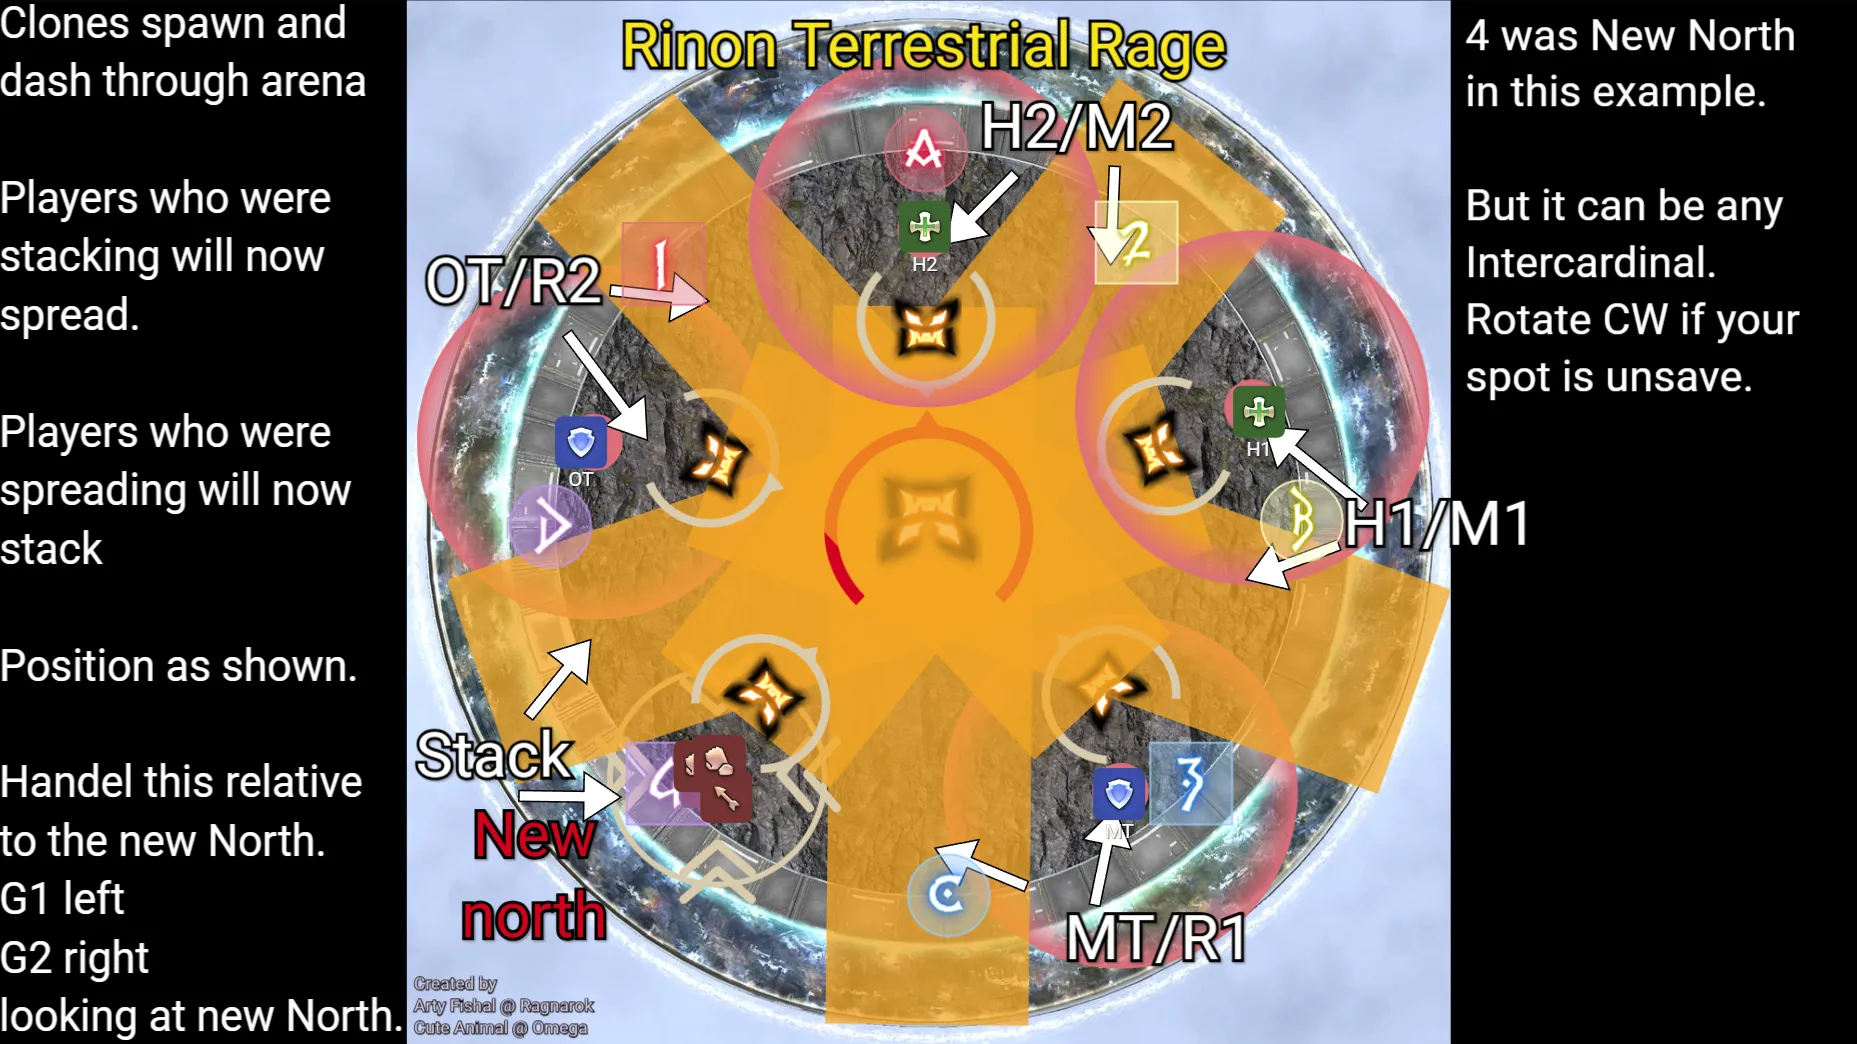 Clones spawn and
dash through arena
Players who were
stacking will now
spread.
Players who were
spreading will now
stack
Position as shown.
Handel this relative
to the new North.
G1 left
G2 right
looking at new North.
Rinon Terrestrial Rage
A
H2/M2
H2
1
2
OT/R2
OT
D
H1
B
H1/M1
Stack
4
New
north
3
MT
C
MT/R1
Created by
Arty Fishal @ Ragnarok
Cute Animal @ Omega
4 was New North
in this example.
But it can be any
Intercardinal.
Rotate CW if your
spot is unsave.